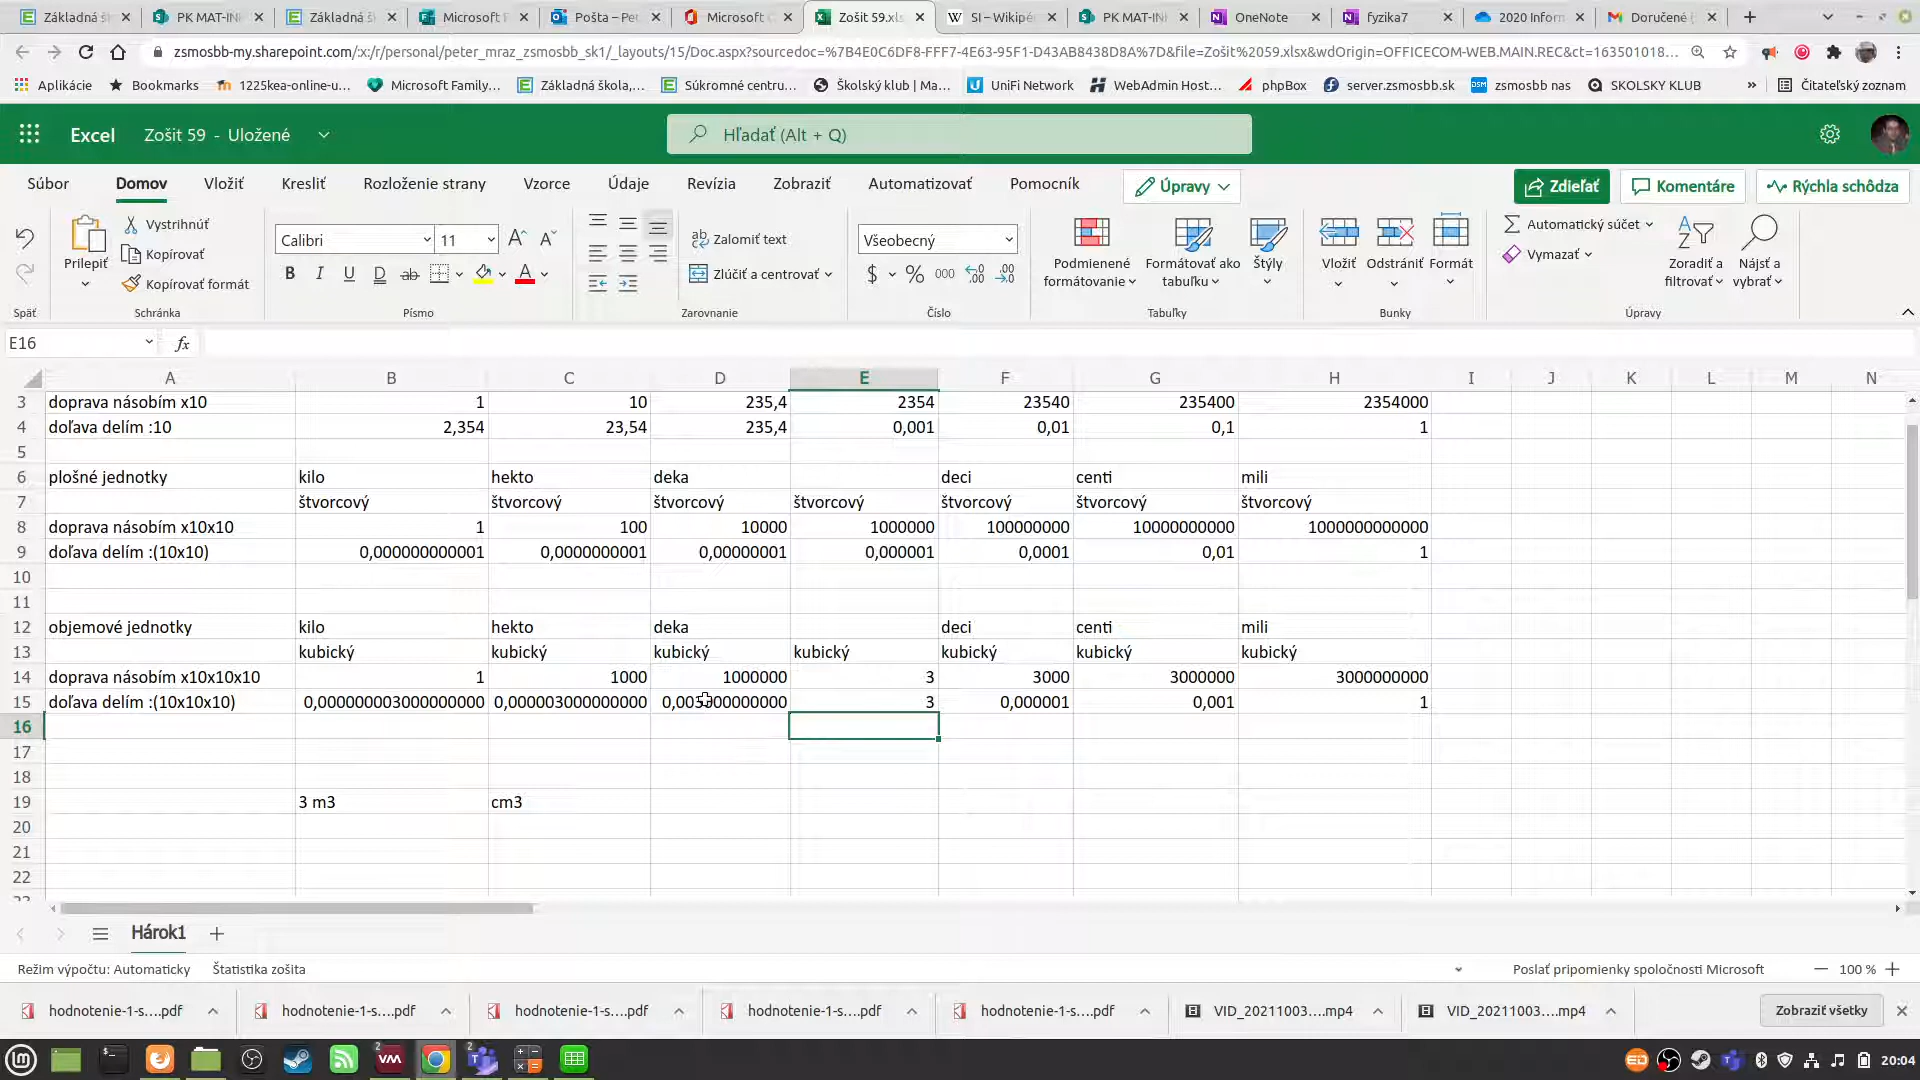 Základná š
PK MAT-INF
Základná š
Microsoft F
Pošta – Pet
Microsoft O
Zošit 59.xls
SI – Wikipé
PK MAT-INF
OneNote
fyzika7
2020 Inforn
Doručené (
zsmosbb-my.sharepoint.com/:x:/r/personal/peter_mraz_zsmosbb_sk1/_layouts/15/Doc.aspx?sourcedoc=%7B4E0C6DF8-FFF7-4E63-95F1-D43AB8438D8A%7D&file=Zošit%2059.xlsx&wdOrigin=OFFICECOM-WEB.MAIN.REC&ct=163501018...
Aplikácie Bookmarks 1225kea-online-u... Microsoft Family... Základná škola,... Súkromné centru... Školský klub | Ma... UniFi Network WebAdmin Host... phpBox server.zsmosbb.sk zsmosbb nas SKOLSKY KLUB » Čitateľský zoznam
Excel Zošit 59 - Uložené Hľadať (Alt + Q)
Súbor Domov Vložiť Kresliť Rozloženie strany Vzorce Údaje Revízia Zobraziť Automatizovať Pomocník Úpravy Zdieľať Komentáre Rýchla schôdza
Vystrihnúť
Kopírovať
Prilepiť
Kopírovať formát
Calibri 11
B I U D ab A
Zalomiť text
Zlúčiť a centrovať
Všeobecný
$ % 000
Podmienené formátovanie
Formátovať ako tabuľku
Štýly
Vložiť Odstrániť Formát
Automatický súčet
Vymazať
Zoradiť a filtrovať
Nájsť a vybrať
Späť Schránka Písmo Zarovnanie Číslo Tabuľky Bunky Úpravy
E16 fx
A B C D E F G H I J K L M N
3 doprava násobím x10 1 10 235,4 2354 23540 235400 2354000
4 doľava delím :10 2,354 23,54 235,4 0,001 0,01 0,1 1
5
6 plošné jednotky kilo hekto deka deci centi mili
7 štvorcový štvorcový štvorcový štvorcový štvorcový štvorcový štvorcový
8 doprava násobím x10x10 1 100 10000 1000000 100000000 10000000000 1000000000000
9 doľava delím :(10x10) 0,000000000001 0,0000000001 0,00000001 0,000001 0,0001 0,01 1
10
11
12 objemové jednotky kilo hekto deka deci centi mili
13 kubický kubický kubický kubický kubický kubický kubický
14 doprava násobím x10x10x10 1 1000 1000000 3 3000 3000000 3000000000
15 doľava delím :(10x10x10) 0,000000003000000000 0,000003000000000 0,003000000000 3 0,000001 0,001 1
16
17
18
19 3 m3 cm3
20
21
22
Hárok1
Režim výpočtu: Automaticky Štatistika zošita Poslať pripomienky spoločnosti Microsoft 100 %
hodnotenie-1-s....pdf hodnotenie-1-s....pdf hodnotenie-1-s....pdf hodnotenie-1-s....pdf hodnotenie-1-s....pdf VID_20211003....mp4 VID_20211003....mp4 Zobraziť všetky
20:04